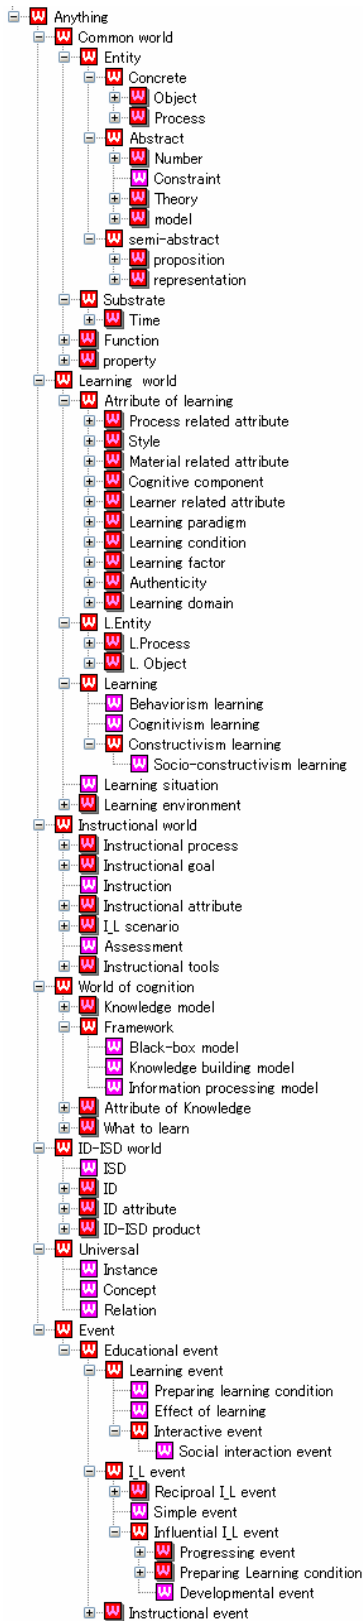 Anything
Common world
Entity
Concrete
Object
Process
Abstract
Number
Constraint
Theory
model
semi-abstract
proposition
representation
Substrate
Time
Function
property
Learning world
Atrribute of learning
Process related attribute
Style
Material related attribute
Cognitive component
Learner related attribute
Learning paradigm
Learning condition
Learning factor
Authenticity
Learning domain
L.Entity
L.Process
L. Object
Learning
Behaviorism learning
Cognitivism learning
Constructivism learning
Socio-constructivism learning
Learning situation
Learning environment
Instructional world
Instructional process
Instructional goal
Instruction
Instructional attribute
I_L scenario
Assessment
Instructional tools
World of cognition
Knowledge model
Framework
Black-box model
Knowledge building model
Information processing model
Attribute of Knowledge
What to learn
ID-ISD world
ISD
ID
ID attribute
ID-ISD product
Universal
Instance
Concept
Relation
Event
Educational event
Learning event
Preparing learning condition
Effect of learning
Interactive event
Social interaction event
I_L event
Reciproal I_L event
Simple event
Influential I_L event
Progressing event
Preparing Learning condition
Developmental event
Instructional event